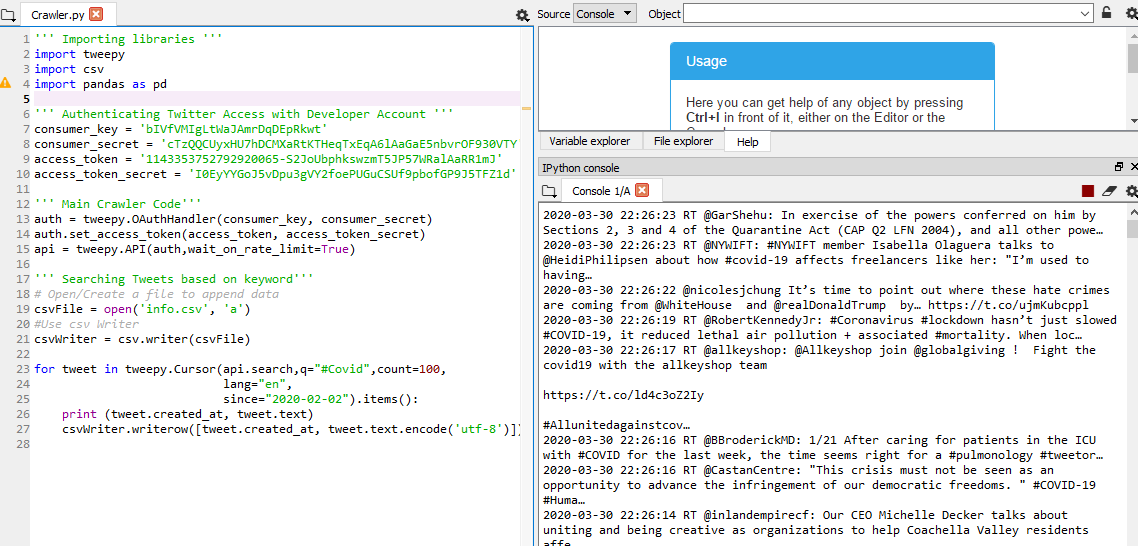 Crawler.py
1 ''' Importing libraries '''
2 import tweepy
3 import csv
4 import pandas as pd
5
6 ''' Authenticating Twitter Access with Developer Account '''
7 consumer_key = 'bIVfVMIgLtWaJAmrDqDEpRkwt'
8 consumer_secret = 'cTzQQCUyxHU7hDCMXaRtKTHeqTxEqA6lAaGaE5nbvrOF930VTY
9 access_token = '1143353752792920065-S2JoUbphkswzmT5JP57WRalAaRR1mJ'
10 access_token_secret = 'I0EyYYGoJ5vDpu3gVY2foePUGuCSUf9pbofGP9J5TFZ1d'
11
12 ''' Main Crawler Code'''
13 auth = tweepy.OAuthHandler(consumer_key, consumer_secret)
14 auth.set_access_token(access_token, access_token_secret)
15 api = tweepy.API(auth,wait_on_rate_limit=True)
16
17 ''' Searching Tweets based on keyword'''
18 # Open/Create a file to append data
19 csvFile = open('info.csv', 'a')
20 #Use csv Writer
21 csvWriter = csv.writer(csvFile)
22
23 for tweet in tweepy.Cursor(api.search,q="#Covid",count=100,
24 lang="en",
25 since="2020-02-02").items():
26 print (tweet.created_at, tweet.text)
27 csvWriter.writerow([tweet.created_at, tweet.text.encode('utf-8')])
28
Source Console Object
Usage
Here you can get help of any object by pressing
Ctrl+I in front of it, either on the Editor or the
Variable explorer File explorer Help
IPython console
Console 1/A
2020-03-30 22:26:23 RT @GarShehu: In exercise of the powers conferred on him by
Sections 2, 3 and 4 of the Quarantine Act (CAP Q2 LFN 2004), and all other powe…
2020-03-30 22:26:23 RT @NYWIFT: #NYWIFT member Isabella Olaguera talks to
@HeidiPhilipsen about how #covid-19 affects freelancers like her: "I’m used to
having…
2020-03-30 22:26:22 @nicolesjchung It’s time to point out where these hate crimes
are coming from @WhiteHouse  and @realDonaldTrump  by… https://t.co/ujmKubcppl
2020-03-30 22:26:19 RT @RobertKennedyJr: #Coronavirus #lockdown hasn’t just slowed
#COVID-19, it reduced lethal air pollution + associated #mortality. When loc…
2020-03-30 22:26:17 RT @allkeyshop: @Allkeyshop join @globalgiving !  Fight the
covid19 with the allkeyshop team
https://t.co/ld4c3oZ2Iy
#Allunitedagainstcov…
2020-03-30 22:26:16 RT @BBroderickMD: 1/21 After caring for patients in the ICU
with #COVID for the last week, the time seems right for a #pulmonology #tweetor…
2020-03-30 22:26:16 RT @CastanCentre: "This crisis must not be seen as an
opportunity to advance the infringement of our democratic freedoms. " #COVID-19
#Huma…
2020-03-30 22:26:14 RT @inlandempirecf: Our CEO Michelle Decker talks about
uniting and being creative as organizations to help Coachella Valley residents
affe…